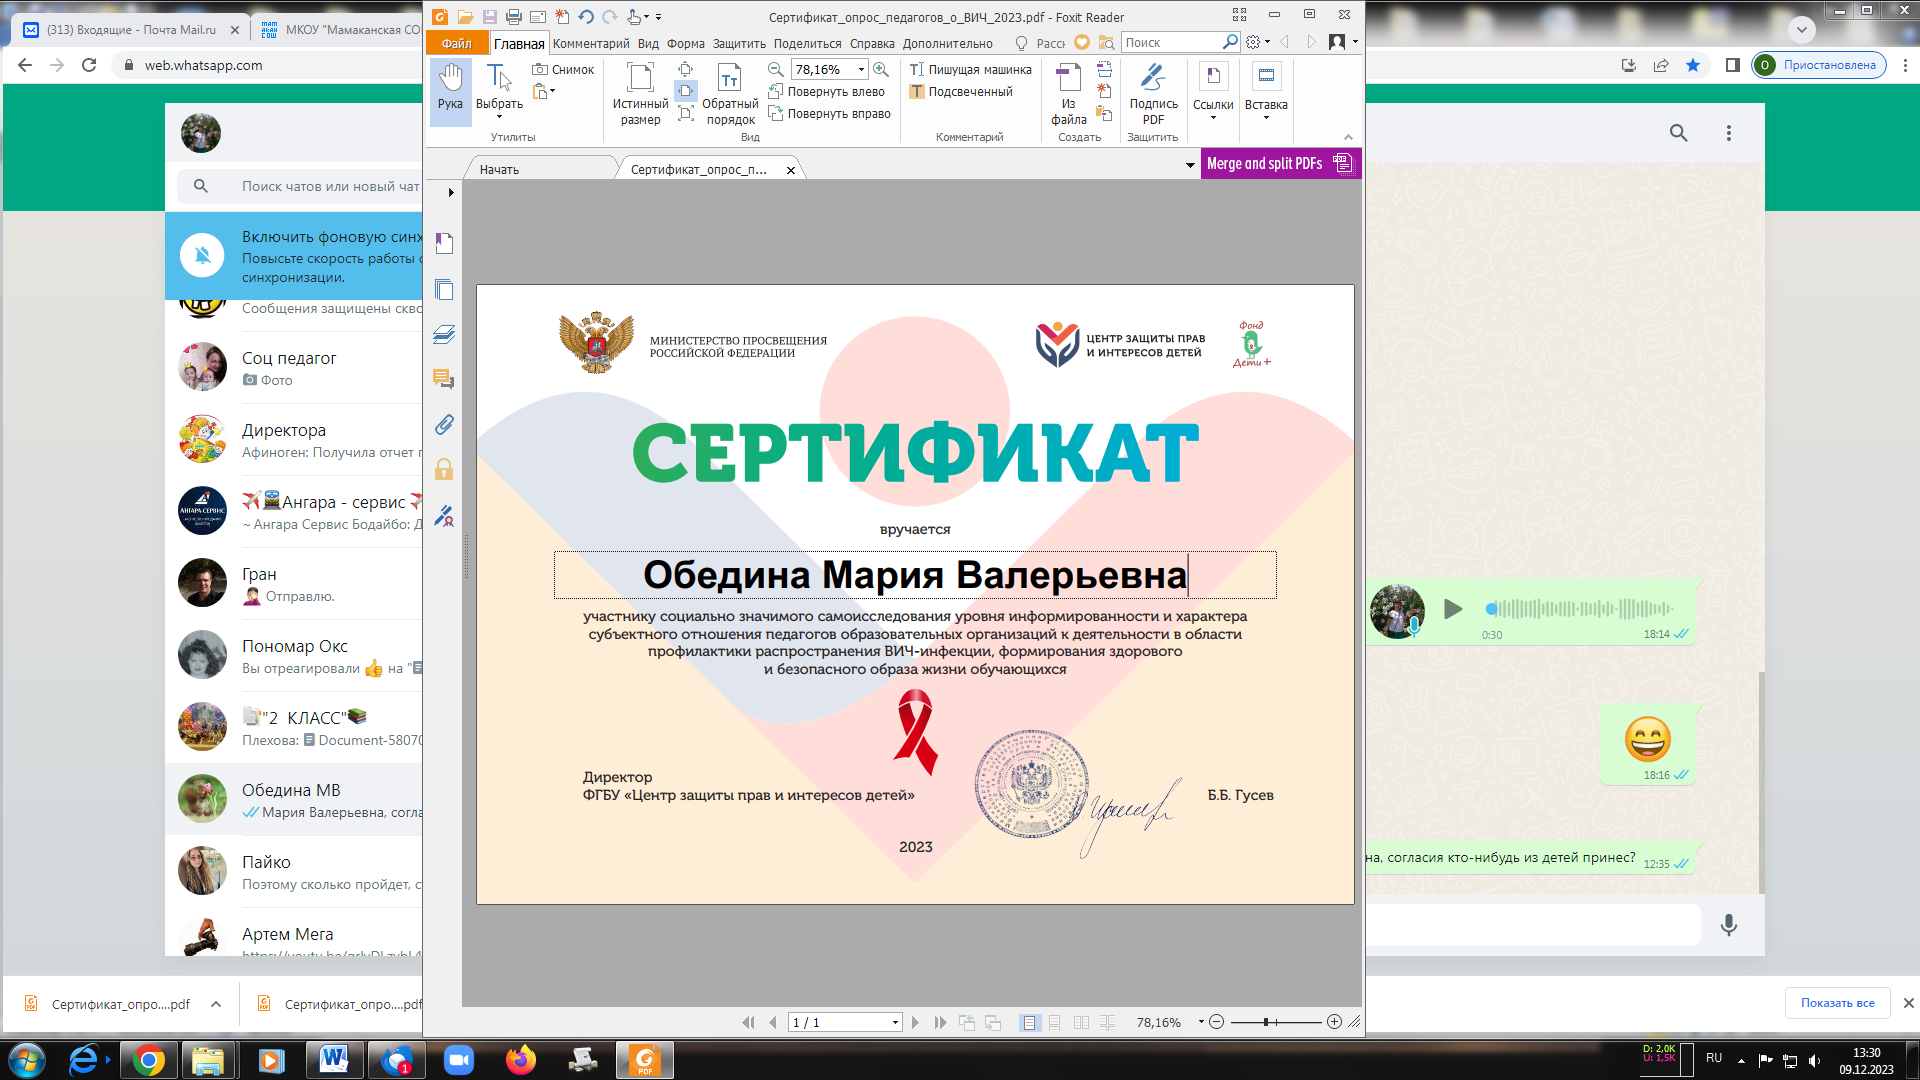 (313) Входящие - Почта Mail.ru
МКОУ "Мамаканская СО
web.whatsapp.com
Приостановлена
Сертификат_опрос_педагогов_о_ВИЧ_2023.pdf - Foxit Reader
Файл
Главная
Комментарий
Вид
Форма
Защитить
Поделиться
Справка
Дополнительно
Расск
Поиск
Рука
Выбрать
Снимок
Утилиты
Истинный размер
Обратный порядок
78,16%
Повернуть влево
Повернуть вправо
Вид
Пишущая машинка
Подсвеченный
Комментарий
Из файла
Создать
Подпись PDF
Защитить
Ссылки
Вставка
Начать
Сертификат_опрос_п...
Merge and split PDFs
Поиск чатов или новый чат
Включить фоновую синх
Повысьте скорость работы с
синхронизации.
Сообщения защищены скво
Соц педагог
Фото
Директора
Афиноген: Получила отчет п
Ангара - сервис
~ Ангара Сервис Бодайбо: Д
Гран
Отправлю.
Пономар Окс
Вы отреагировали 👍 на "
"2 КЛАСС"
Плехова: Document-58070
Обедина МВ
Мария Валерьевна, согла
Пайко
Поэтому сколько пройдет, с
Артем Мега
МИНИСТЕРСТВО ПРОСВЕЩЕНИЯ
РОССИЙСКОЙ ФЕДЕРАЦИИ
ЦЕНТР ЗАЩИТЫ ПРАВ
И ИНТЕРЕСОВ ДЕТЕЙ
Фонд
Дети+
СЕРТИФИКАТ
вручается
Обедина Мария Валерьевна
участнику социально значимого самоисследования уровня информированности и характера
субъектного отношения педагогов образовательных организаций к деятельности в области
профилактики распространения ВИЧ-инфекции, формирования здорового
и безопасного образа жизни обучающихся
Директор
ФГБУ «Центр защиты прав и интересов детей»
Б.Б. Гусев
2023
0:30
18:14
18:16
на, согласия кто-нибудь из детей принес?
12:35
Сертификат_опро....pdf
Сертификат_опро....pdf
Показать все
1 / 1
78,16%
D: 2,0K
U: 1,5K
RU
13:30
09.12.2023